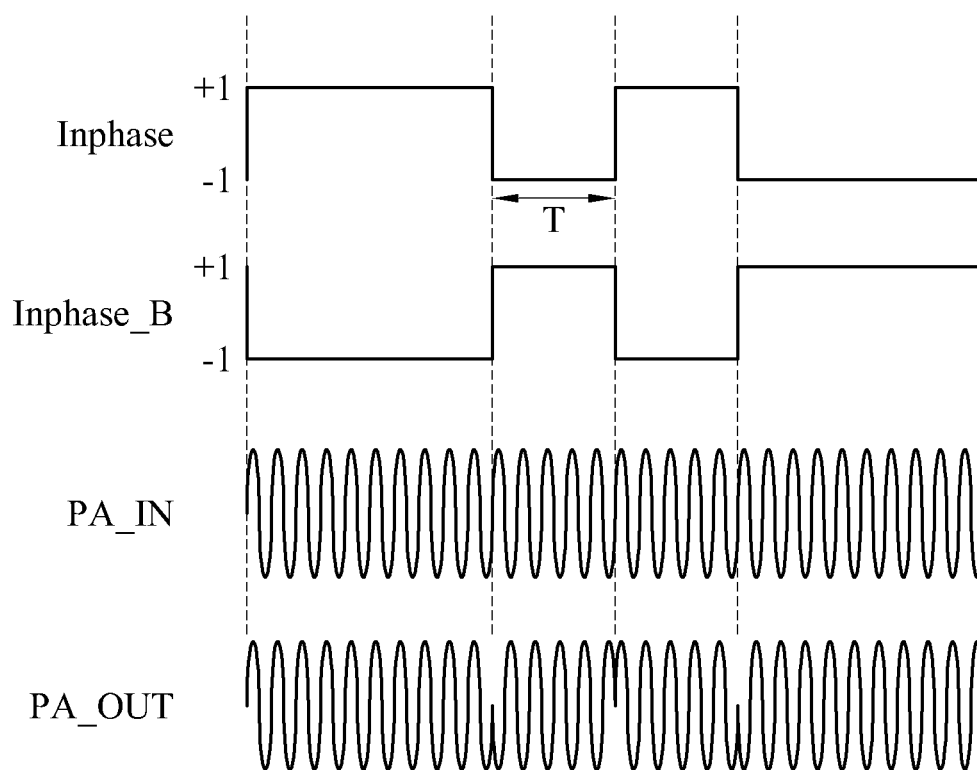 +1
Inphase
-1
T
+1
Inphase_B
-1
PA_IN
PA_OUT